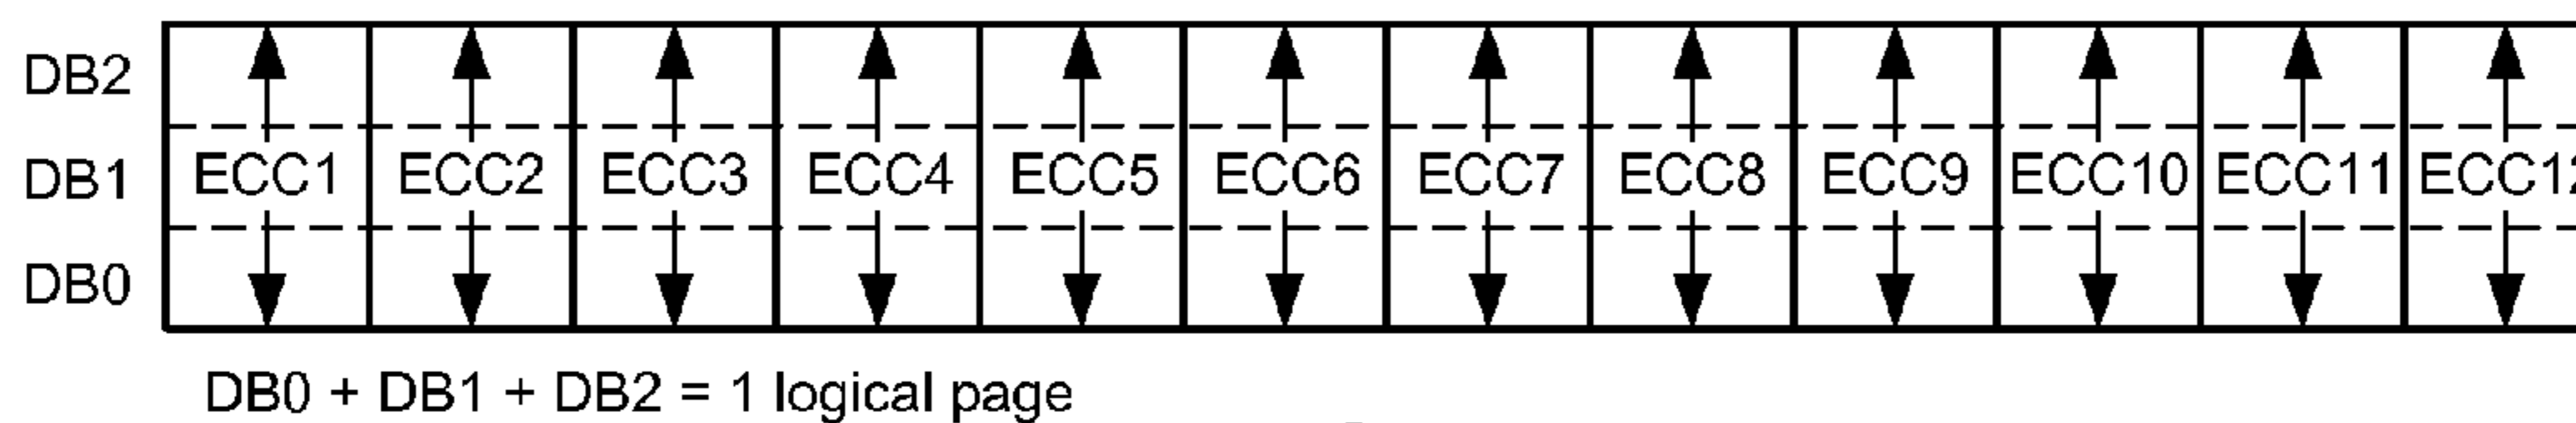 DB2
DB1 ECC1 ECC2 ECC3 ECC4 ECC5 ECC6 ECC7 ECC8 ECC9 ECC10 ECC11
DB0
DB0 + DB1 + DB2 = 1 logical page